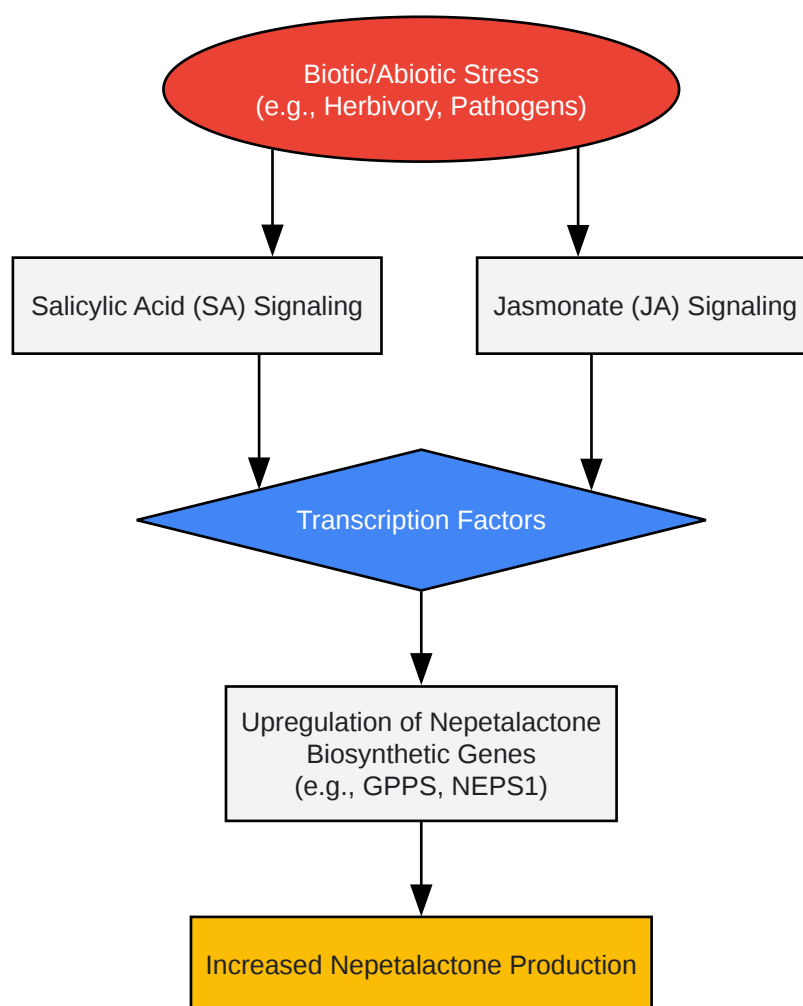 Biotic/Abiotic Stress
(e.g., Herbivory, Pathogens)
Salicylic Acid (SA) Signaling
Jasmonate (JA) Signaling
Transcription Factors
Upregulation of Nepetalactone
Biosynthetic Genes
(e.g., GPPS, NEPS1)
Increased Nepetalactone Production